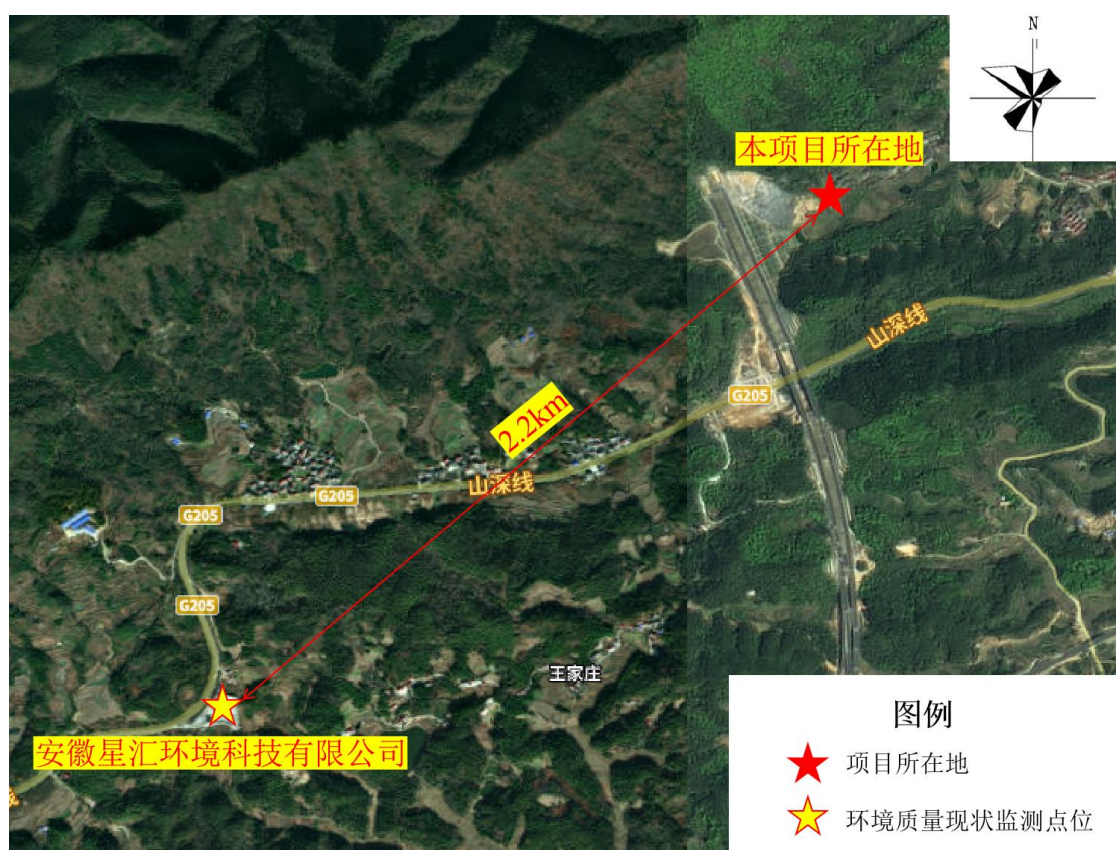 N
本项目所在地
山深线
G205
2.2km
山深线
G205
G205
G205
王家庄
安徽星汇环境科技有限公司
线
图例
项目所在地
环境质量现状监测点位